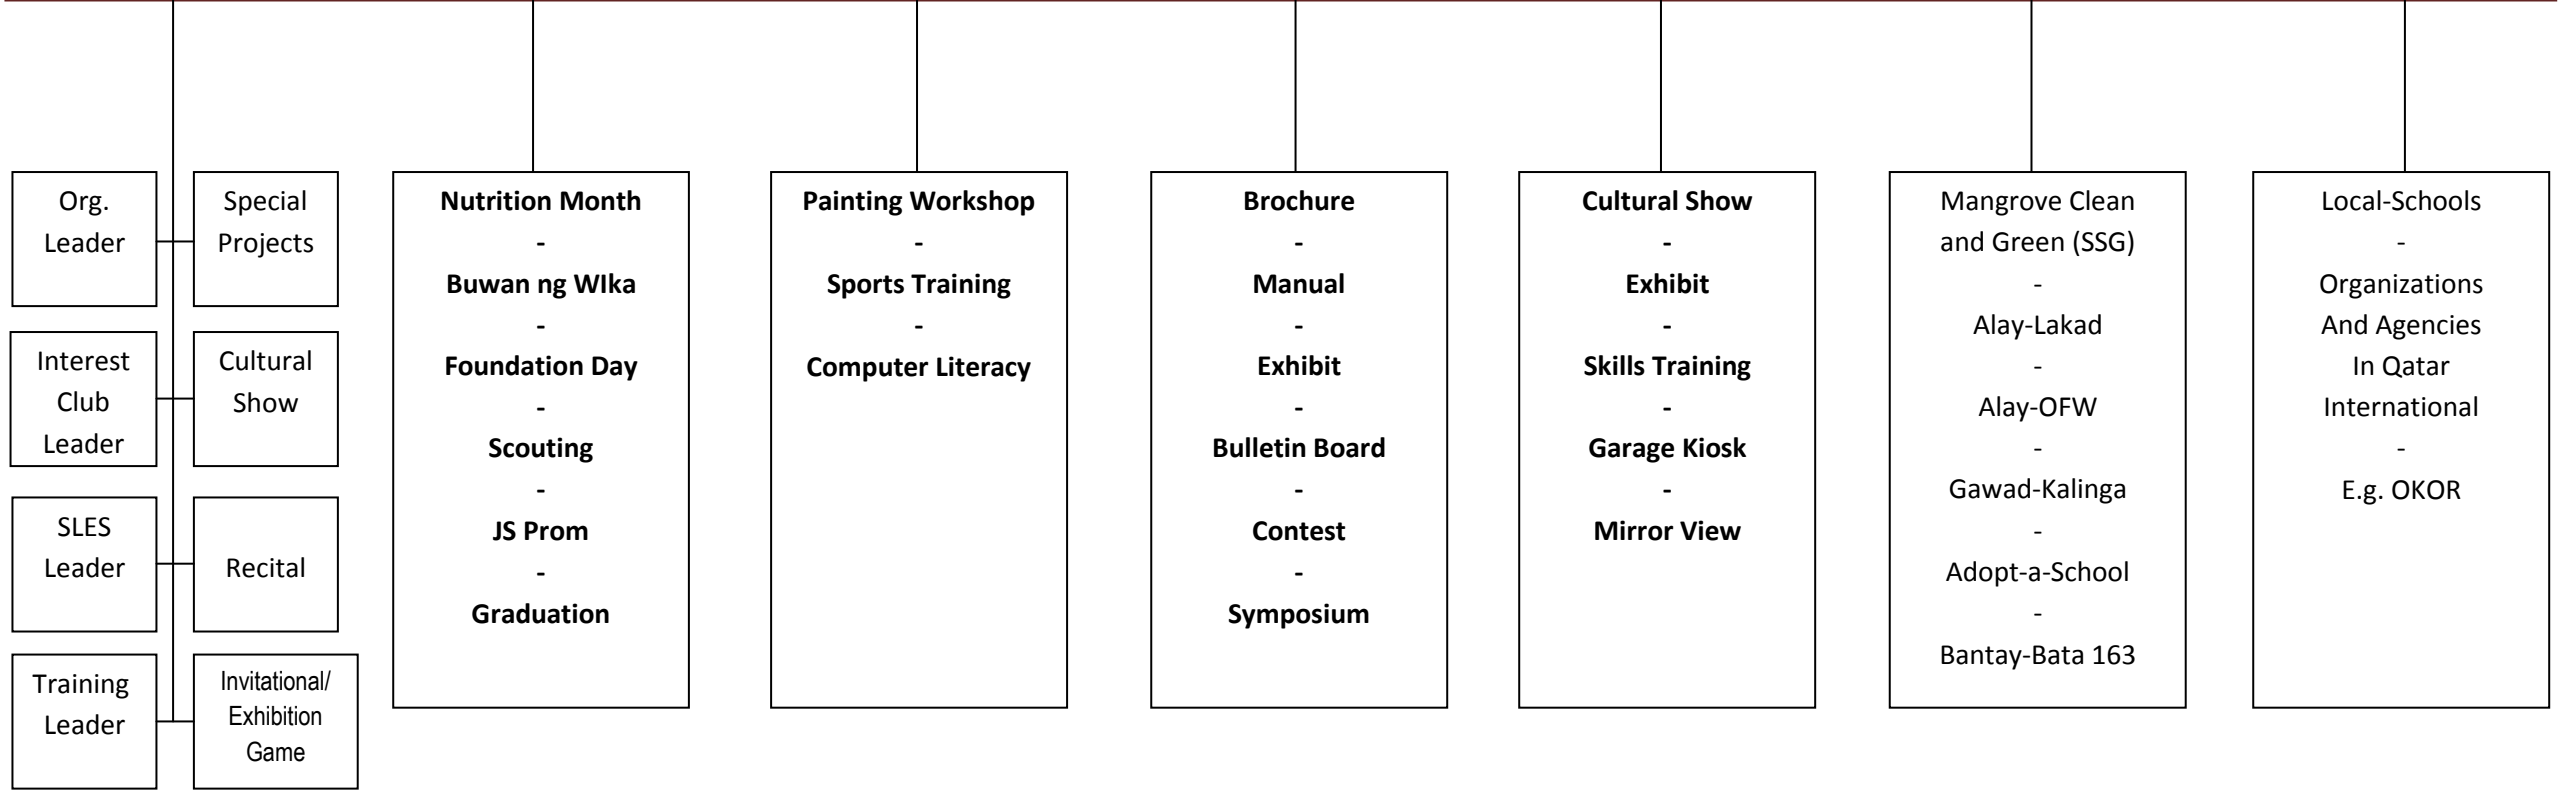 Org.
Leader
Special
Projects
Interest
Club
Leader
Cultural
Show
SLES
Leader
Recital
Training
Leader
Invitational/
Exhibition
Game
Nutrition Month
-
Buwan ng WIka
-
Foundation Day
-
Scouting
-
JS Prom
-
Graduation
Painting Workshop
-
Sports Training
-
Computer Literacy
Brochure
-
Manual
-
Exhibit
-
Bulletin Board
-
Contest
-
Symposium
Cultural Show
-
Exhibit
-
Skills Training
-
Garage Kiosk
-
Mirror View
Mangrove Clean
and Green (SSG)
-
Alay-Lakad
-
Alay-OFW
-
Gawad-Kalinga
-
Adopt-a-School
-
Bantay-Bata 163
Local-Schools
-
Organizations
And Agencies
In Qatar
International
-
E.g. OKOR